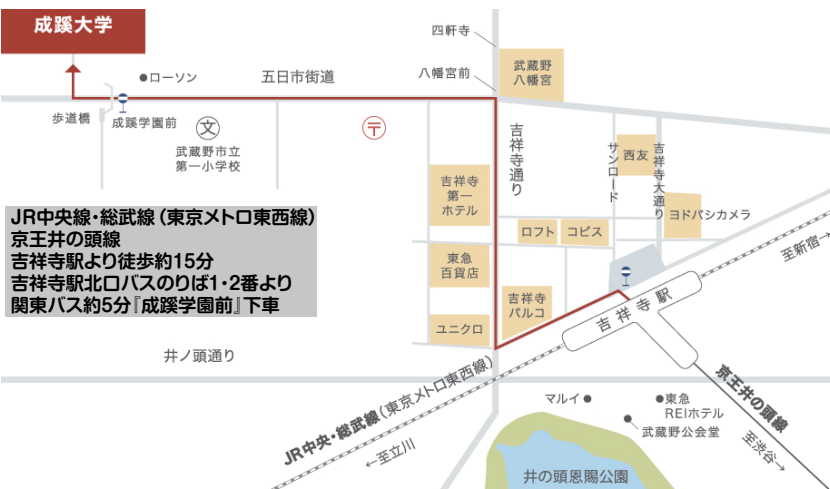 成蹊大学
四軒寺
武蔵野
八幡宮
八幡宮前
●ローソン
五日市街道
歩道橋
成蹊学園前
文
武蔵野市立
第一小学校
〒
吉祥寺通り
サンロード
西友
吉祥寺大通り
吉祥寺
第一
ホテル
ヨドバシカメラ
ロフト
コピス
至新宿→
東急
百貨店
吉祥寺
パルコ
ユニクロ
吉祥寺駅
JR中央線・総武線（東京メトロ東西線）
京王井の頭線
吉祥寺駅より徒歩約15分
吉祥寺駅北口バスのりば1・2番より
関東バス約5分『成蹊学園前』下車
井ノ頭通り
JR中央・総武線（東京メトロ東西線）
←至立川
マルイ●
●東急
REIホテル
武蔵野公会堂
京王井の頭線
至渋谷→
井の頭恩賜公園